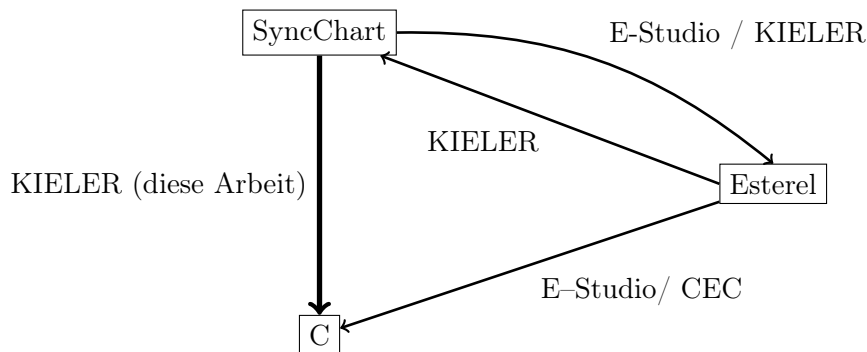 SyncChart
E-Studio / KIELER
KIELER
KIELER (diese Arbeit)
Esterel
E–Studio/ CEC
C